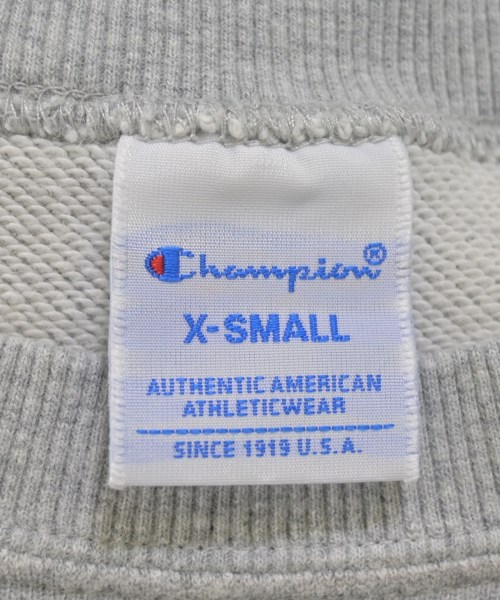 Champion®
X-SMALL
AUTHENTIC AMERICAN
ATHLETICWEAR
SINCE 1919 U.S.A.